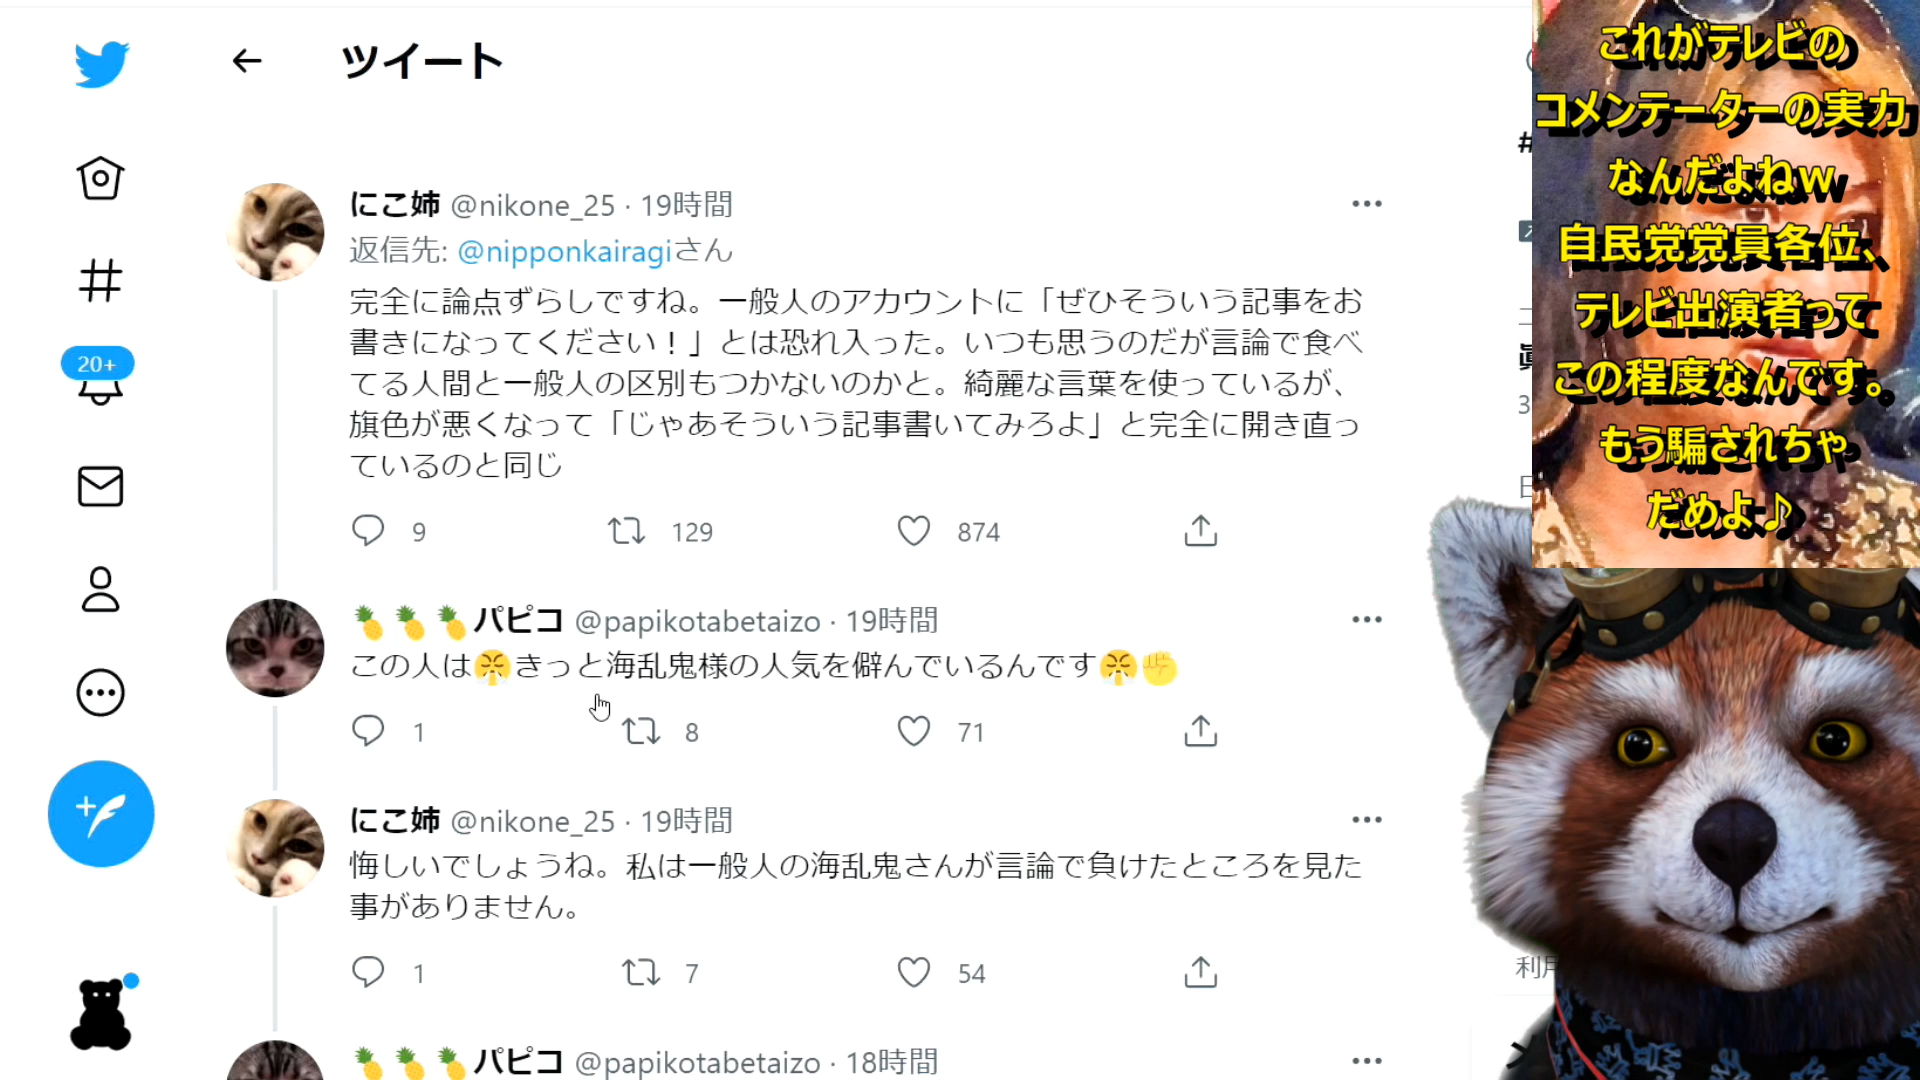 ツイート
にこ姉 @nikone_25 · 19時間
返信先: @nipponkairagiさん
完全に論点ずらしですね。一般人のアカウントに「ぜひそういう記事をお
書きになってください！」とは恐れ入った。いつも思うのだが言論で食べ
てる人間と一般人の区別もつかないのかと。綺麗な言葉を使っているが、
旗色が悪くなって「じゃあそういう記事書いてみろよ」と完全に開き直っ
ているのと同じ
9 129 874
20+
🍍🍍🍍パピコ @papikotabetaizo · 19時間
この人は😤きっと海乱鬼様の人気を僻んでいるんです😤✊
1 8 71
にこ姉 @nikone_25 · 19時間
悔しいでしょうね。私は一般人の海乱鬼さんが言論で負けたところを見た
事がありません。
1 7 54
🍍🍍🍍パピコ @papikotabetaizo · 18時間
これがテレビの
コメンテーターの実力
なんだよねｗ
自民党党員各位、
テレビ出演者って
この程度なんです。
もう騙されちゃ
だめよ♪
#
3
利用